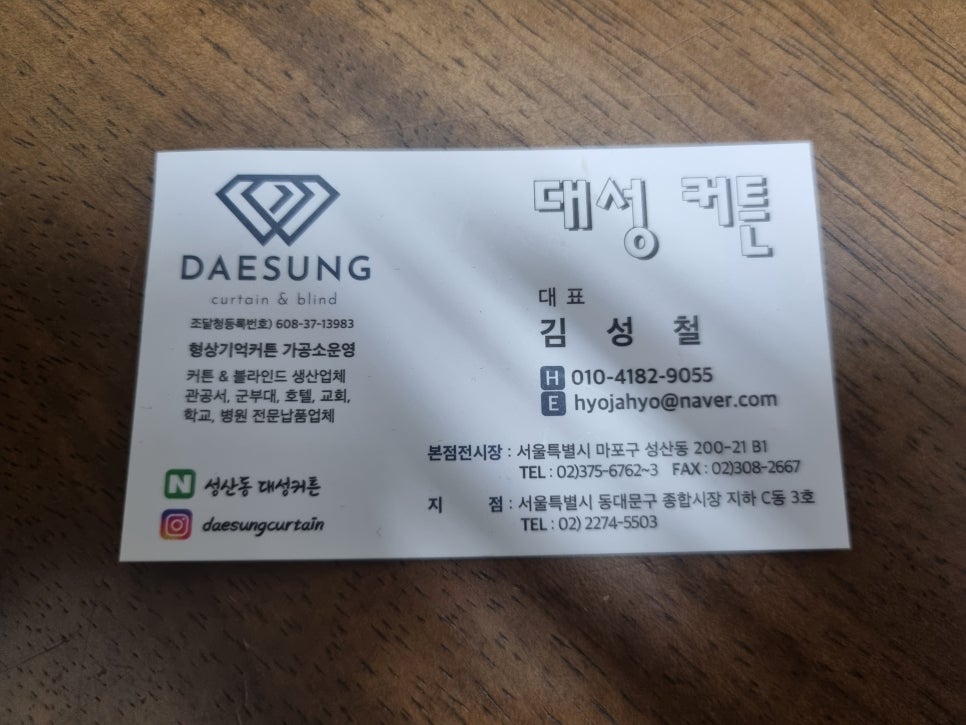 DAESUNG
curtain & blind
조달청등록번호) 608-37-13983
형상기억커튼 가공소운영
커튼 & 블라인드 생산업체
관공서, 군부대, 호텔, 교회,
학교, 병원 전문납품업체
N 성산동 대성커튼
daesungcurtain
대성 커튼
대표
김 성 철
H 010-4182-9055
E hyojahyo@naver.com
본점전시장 : 서울특별시 마포구 성산동 200-21 B1
TEL : 02)375-6762~3 FAX : 02)308-2667
지 점 : 서울특별시 동대문구 종합시장 지하 C동 3호
TEL : 02) 2274-5503